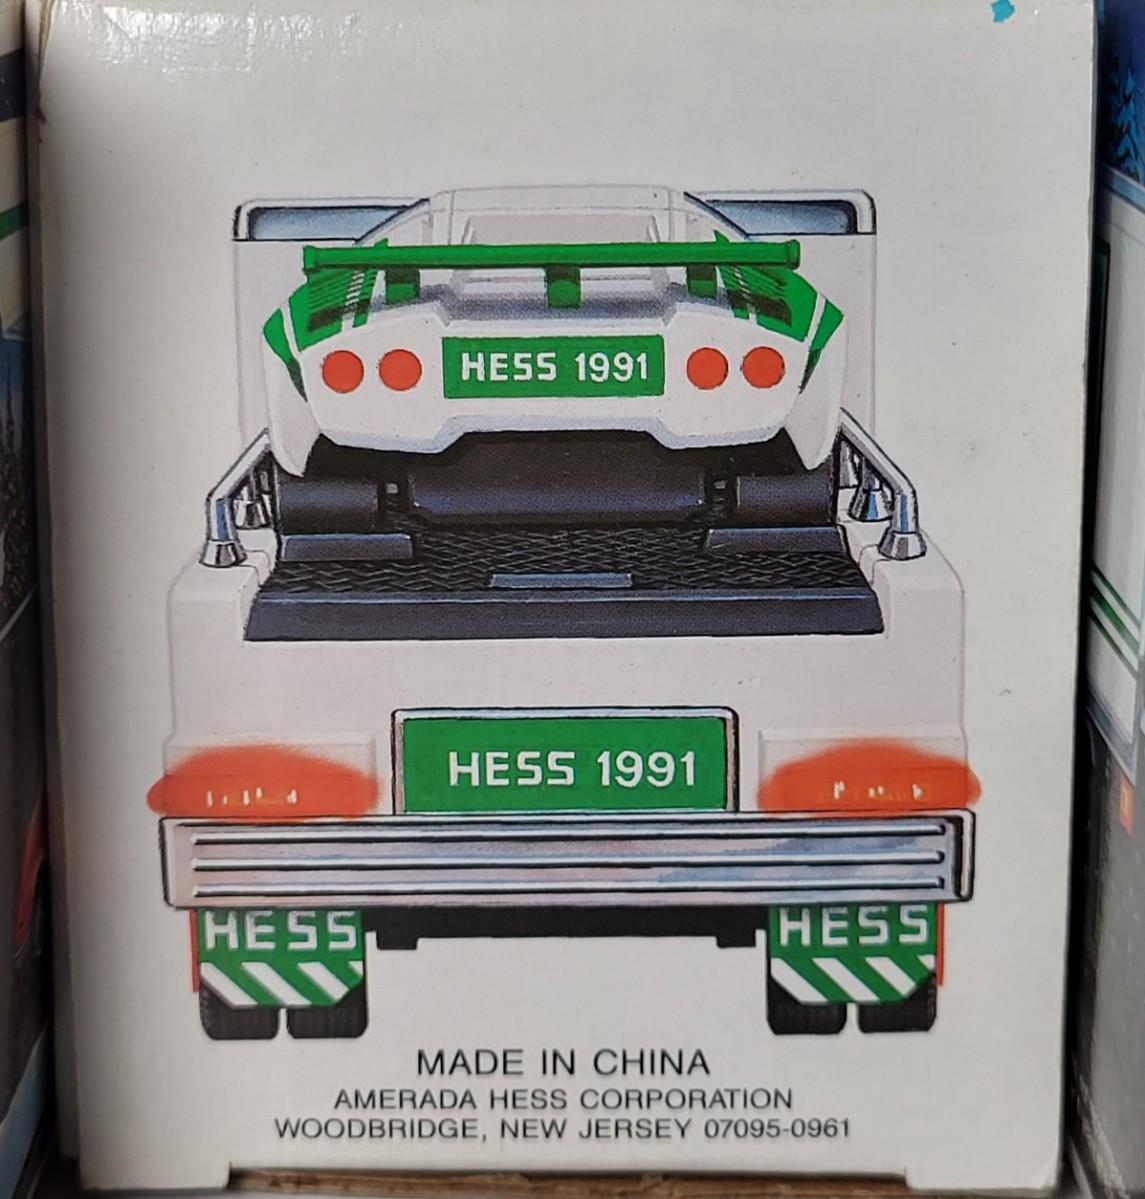 HESS 1991
HESS 1991
HESS HESS
MADE IN CHINA
AMERADA HESS CORPORATION
WOODBRIDGE, NEW JERSEY 07095-0961